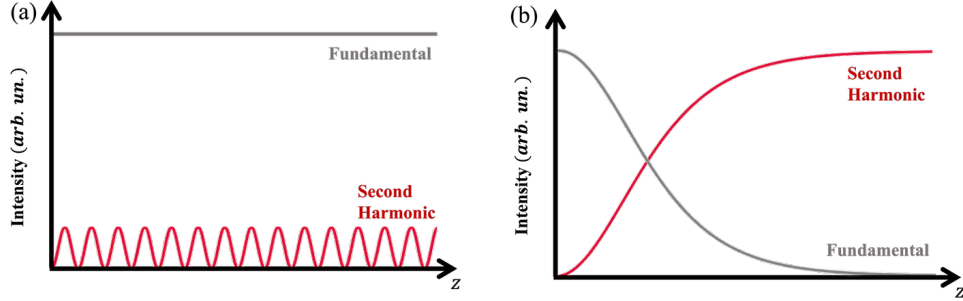 (a)
Fundamental
Intensity (arb. un.)
Second
Harmonic
z
(b)
Second
Harmonic
Intensity (arb. un.)
Fundamental
z